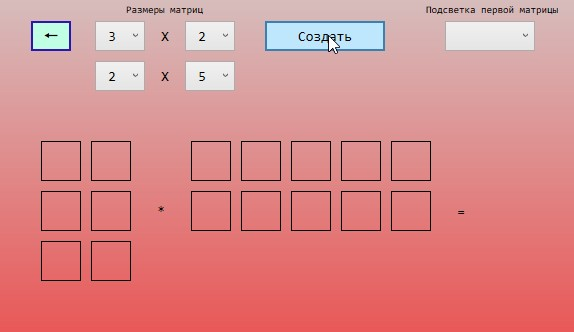 Размеры матриц
Подсветка первой матрицы
← 3 X 2 Создать
2 X 5
* =